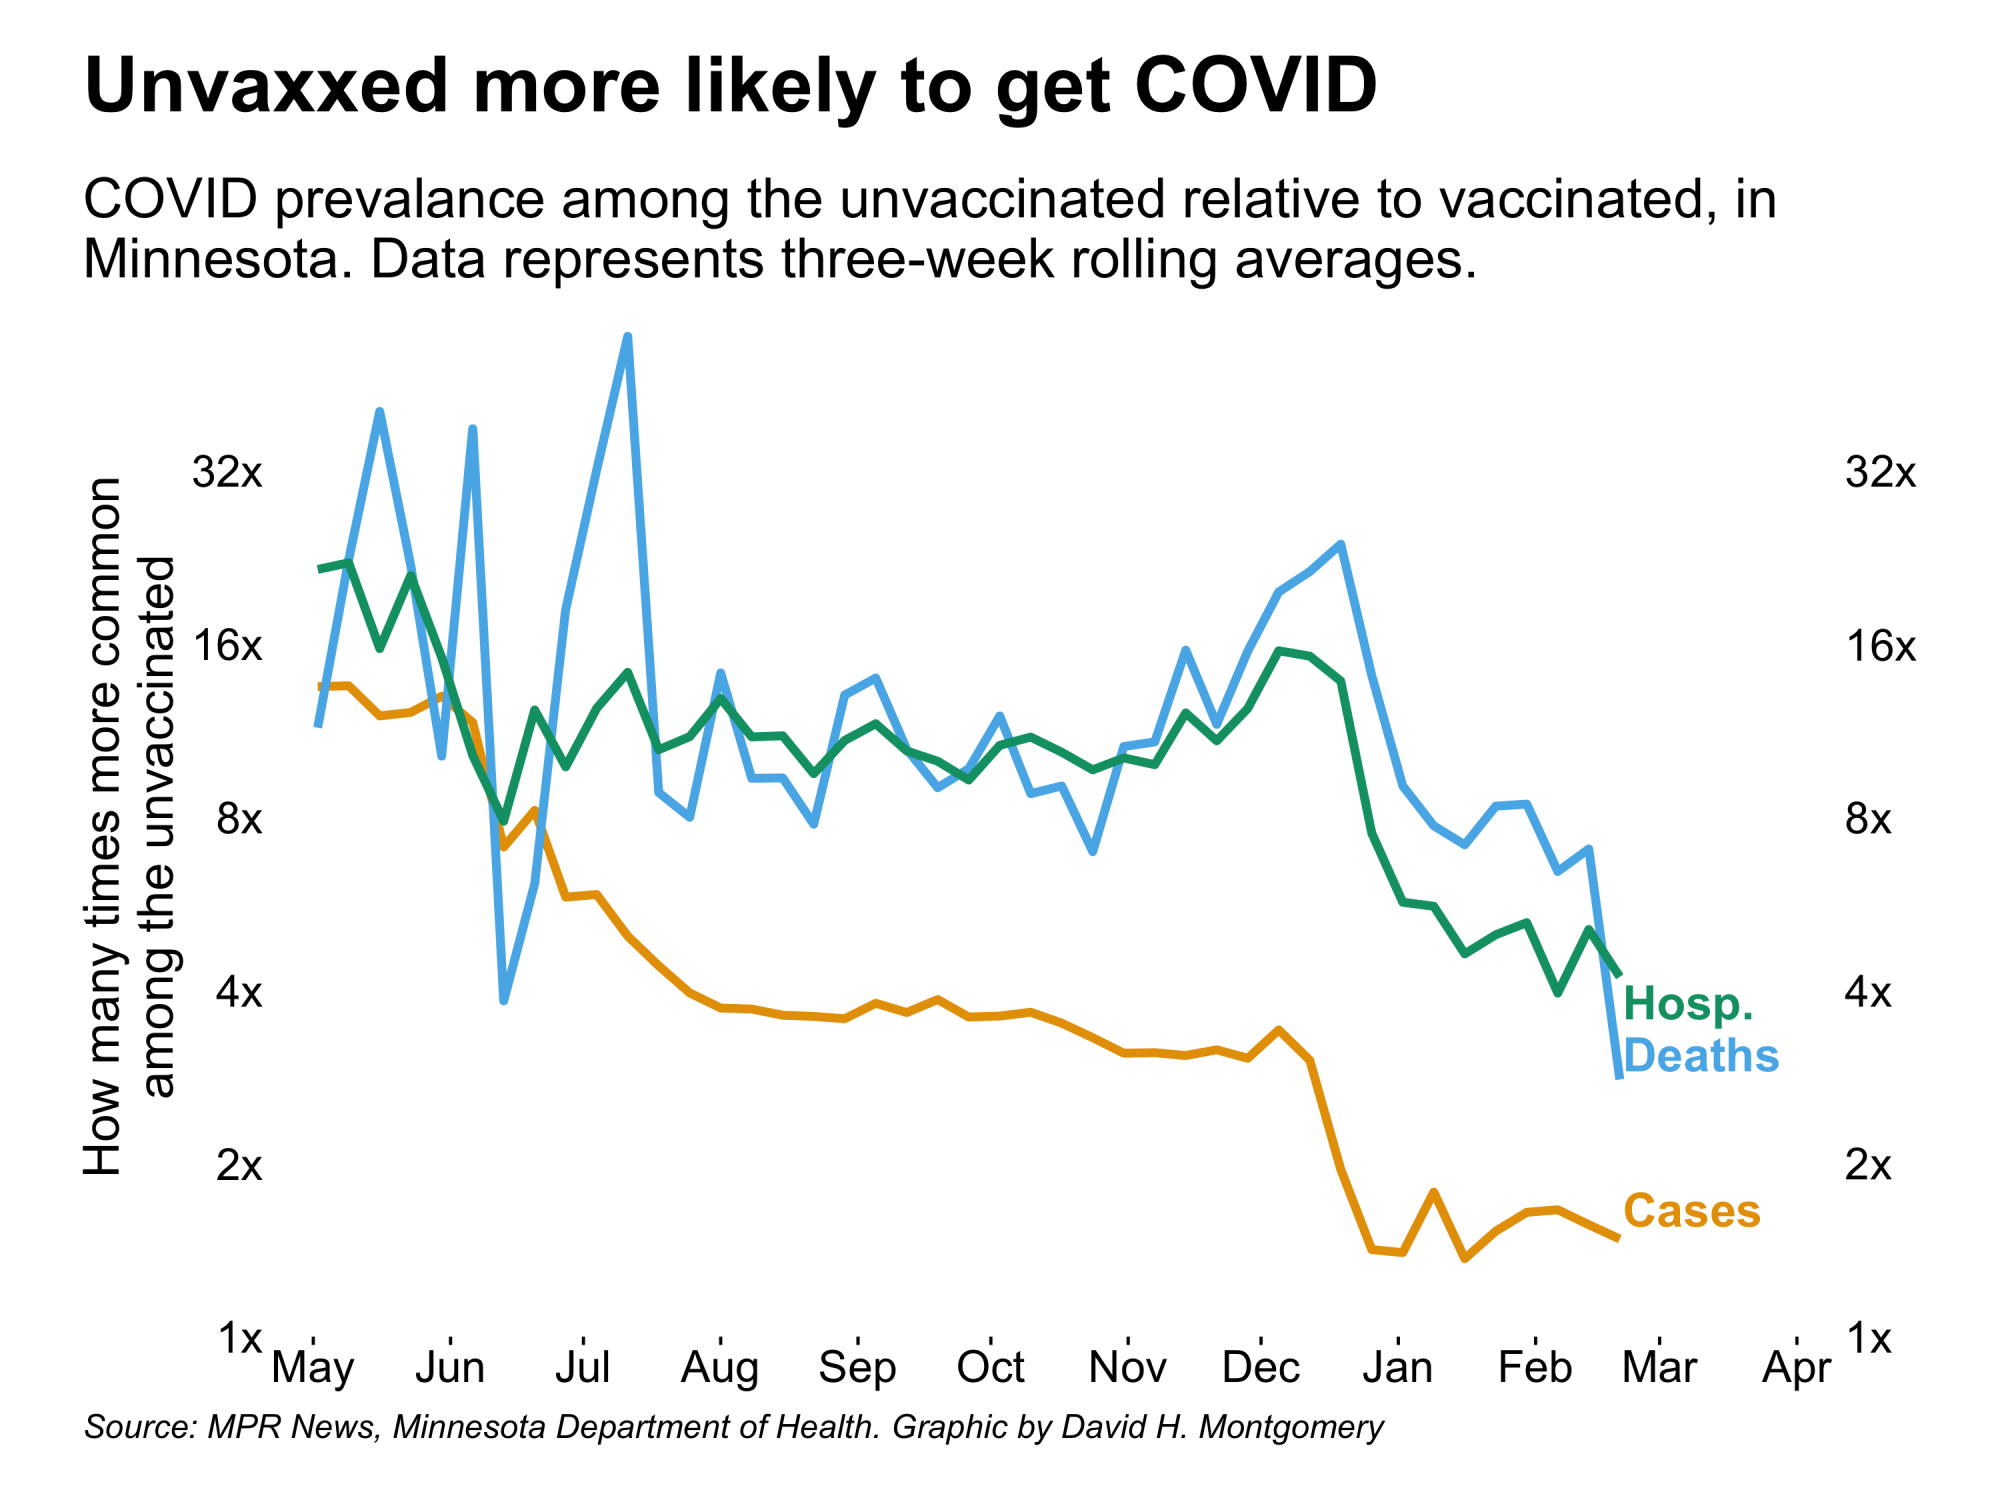 Unvaxxed more likely to get COVID
COVID prevalance among the unvaccinated relative to vaccinated, in
Minnesota. Data represents three-week rolling averages.
How many times more common
among the unvaccinated
32x
16x
8x
4x
2x
1x
32x
16x
8x
4x
2x
1x
Hosp.
Deaths
Cases
May Jun Jul Aug Sep Oct Nov Dec Jan Feb Mar Apr
Source: MPR News, Minnesota Department of Health. Graphic by David H. Montgomery